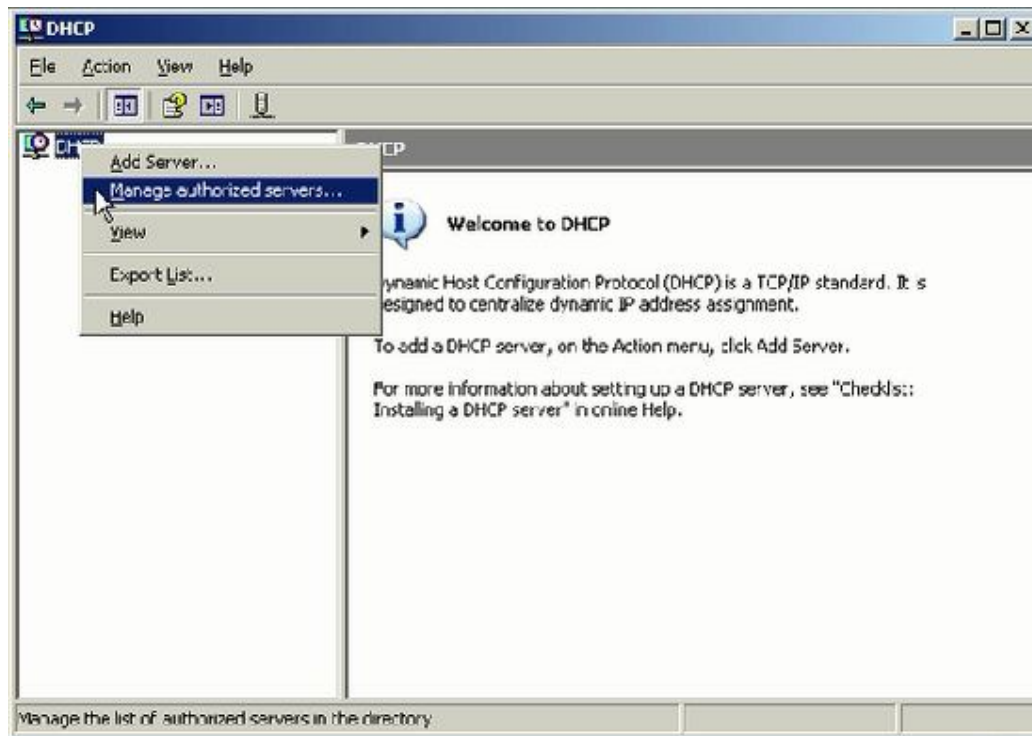 DHCP
File Action View Help
DHCP
Add Server...
Manage authorized servers...
View
Export List...
Help
Welcome to DHCP
Dynamic Host Configuration Protocol (DHCP) is a TCP/IP standard. It is
designed to centralize dynamic IP address assignment.
To add a DHCP server, on the Action menu, click Add Server.
For more information about setting up a DHCP server, see "Checklist:
Installing a DHCP server" in online Help.
Manage the list of authorized servers in the directory